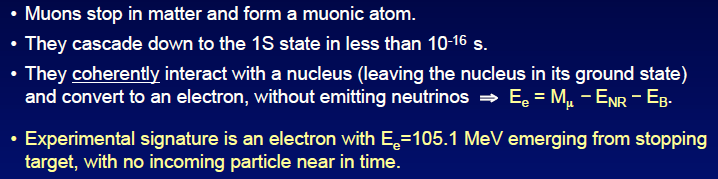 • Muons stop in matter and form a muonic atom.
• They cascade down to the 1S state in less than 10⁻¹⁶ s.
• They coherently interact with a nucleus (leaving the nucleus in its ground state)
and convert to an electron, without emitting neutrinos ⇒ Eₑ = Mμ − E_NR − E_B.
• Experimental signature is an electron with Eₑ=105.1 MeV emerging from stopping
target, with no incoming particle near in time.